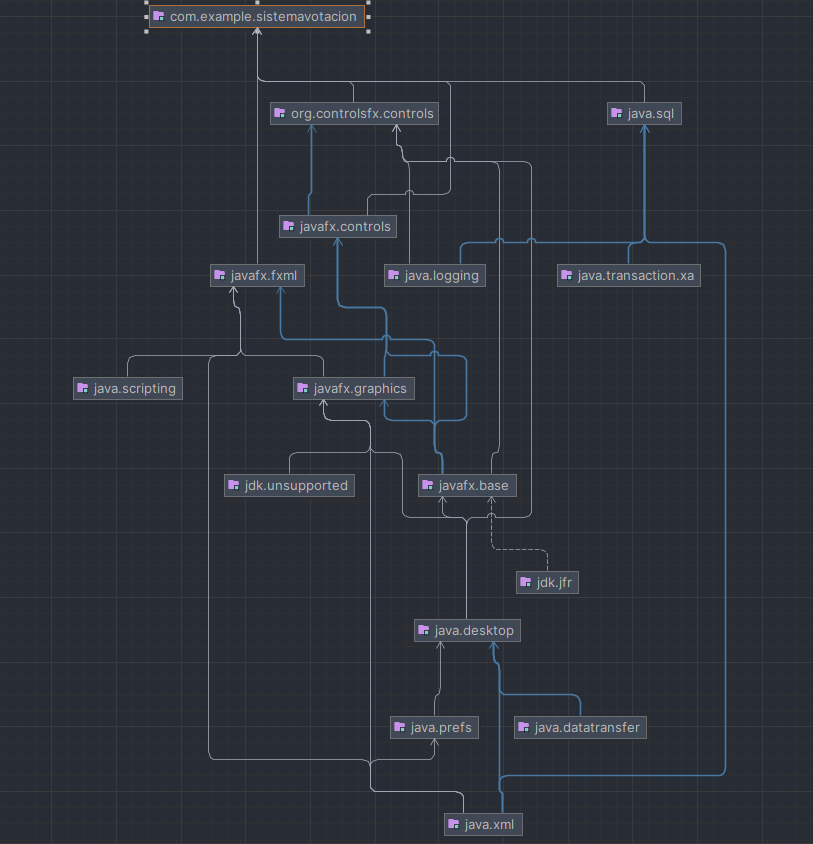 com.example.sistemavotacion
org.controlsfx.controls
java.sql
javafx.controls
javafx.fxml
java.logging
java.transaction.xa
java.scripting
javafx.graphics
jdk.unsupported
javafx.base
jdk.jfr
java.desktop
java.prefs
java.datatransfer
java.xml